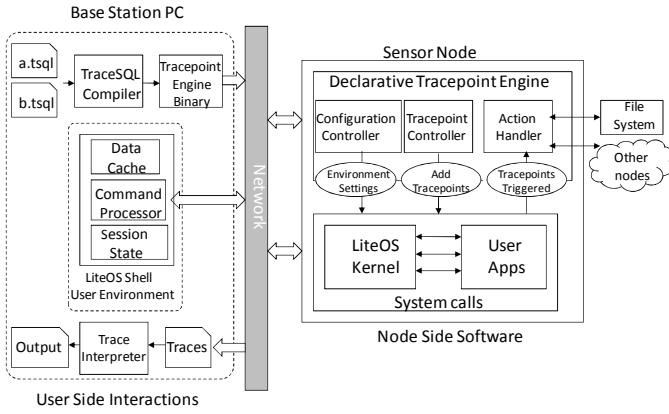 Base Station PC
a.tsql
b.tsql
TraceSQL
Compiler
Tracepoint
Engine
Binary
Data
Cache
Command
Processor
Session
State
LiteOS Shell
User Environment
Output
Trace
Interpreter
Traces
User Side Interactions
Network
Sensor Node
Declarative Tracepoint Engine
Configuration
Controller
Tracepoint
Controller
Action
Handler
File
System
Other
nodes
Environment
Settings
Add
Tracepoints
Tracepoints
Triggered
LiteOS
Kernel
User
Apps
System calls
Node Side Software